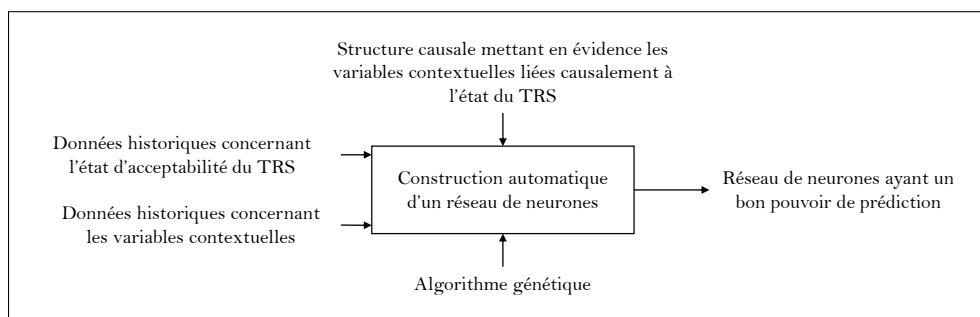 Structure causale mettant en évidence les
variables contextuelles liées causalement à
l'état du TRS
Données historiques concernant
l'état d'acceptabilité du TRS
Données historiques concernant
les variables contextuelles
Construction automatique
d'un réseau de neurones
Réseau de neurones ayant un
bon pouvoir de prédiction
Algorithme génétique